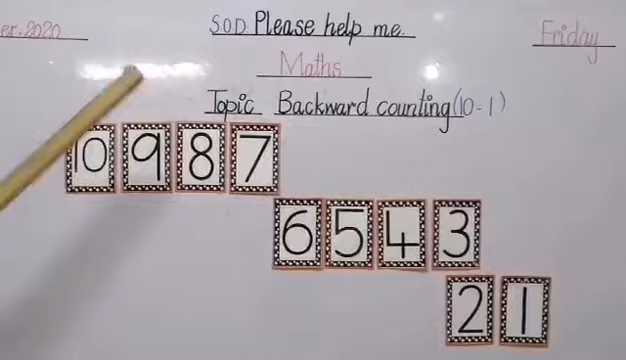 er.2020 S.O.D. Please help me. Friday
Maths
Topic Backward counting (10-1)
10 9 8 7
6 5 4 3
2 1